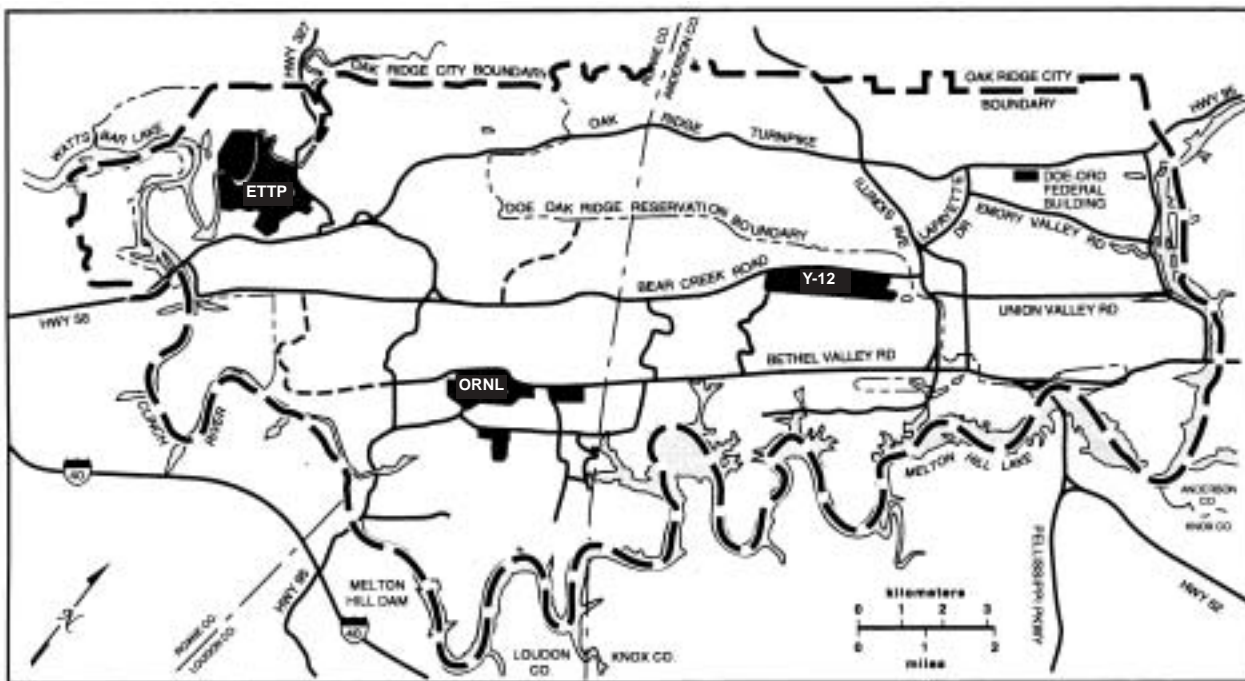 HWY 327
OAK RIDGE CITY BOUNDARY
ROANE CO.
ANDERSON CO.
OAK RIDGE CITY
BOUNDARY
HWY 95
WATTS BAR LAKE
OAK RIDGE TURNPIKE
ETTP
DOE-ORO
FEDERAL
BUILDING
ILLINOIS AVE
LAFAYETTE
DR
EMORY VALLEY RD
DOE OAK RIDGE RESERVATION BOUNDARY
BEAR CREEK ROAD
Y-12
HWY 58
UNION VALLEY RD
BETHEL VALLEY RD
ORNL
CLINCH
RIVER
MELTON HILL LAKE
40
ANDERSON
CO.
KNOX CO.
PELLISSIPPI PKWY
HWY 62
HWY 95
MELTON
HILL DAM
ROANE CO.
LOUDON CO.
40
LOUDON
CO.
KNOX CO.
kilometers
0 1 2 3
0 1 2
miles